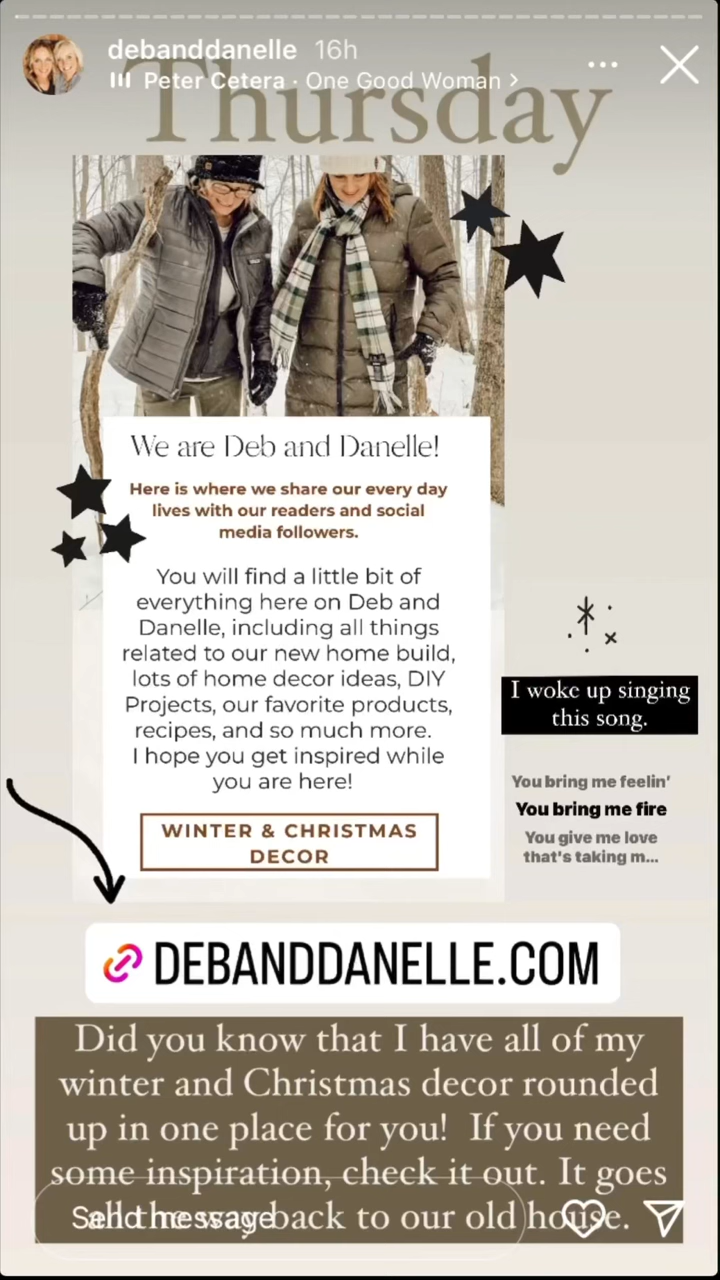 debanddanelle 16h
Peter Cetera · One Good Woman >
Thursday
We are Deb and Danelle!
Here is where we share our every day
lives with our readers and social
media followers.
You will find a little bit of
everything here on Deb and
Danelle, including all things
related to our new home build,
lots of home decor ideas, DIY
Projects, our favorite products,
recipes, and so much more.
I hope you get inspired while
you are here!
WINTER & CHRISTMAS
DECOR
I woke up singing
this song.
You bring me feelin'
You bring me fire
You give me love
that's taking m...
DEBANDDANELLE.COM
Did you know that I have all of my
winter and Christmas decor rounded
up in one place for you! If you need
some inspiration, check it out. It goes
all the way back to our old house.
Send message